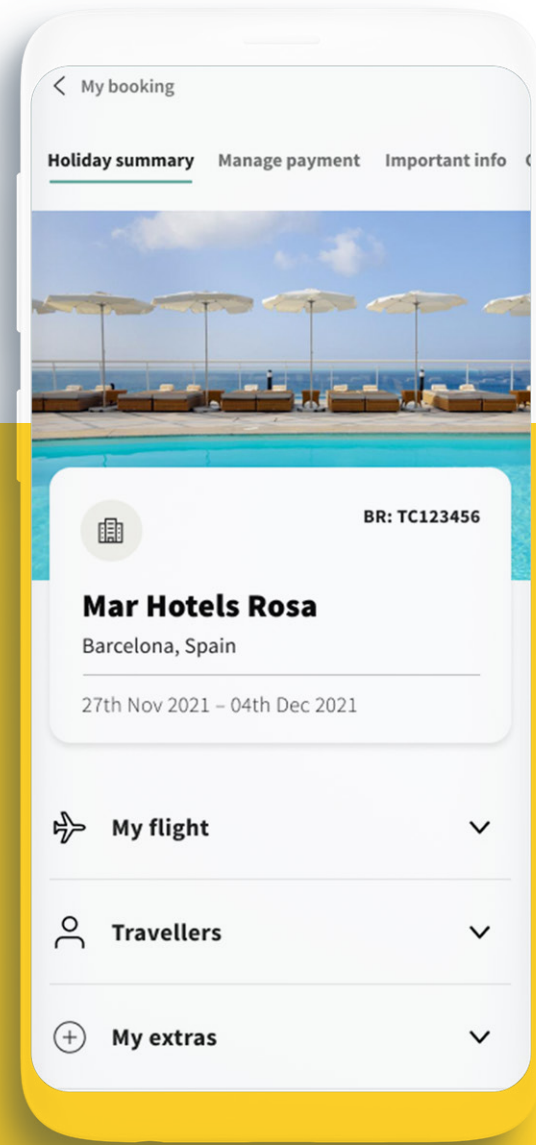 My booking
Holiday summary Manage payment Important info
BR: TC123456
Mar Hotels Rosa
Barcelona, Spain
27th Nov 2021 – 04th Dec 2021
My flight
Travellers
My extras